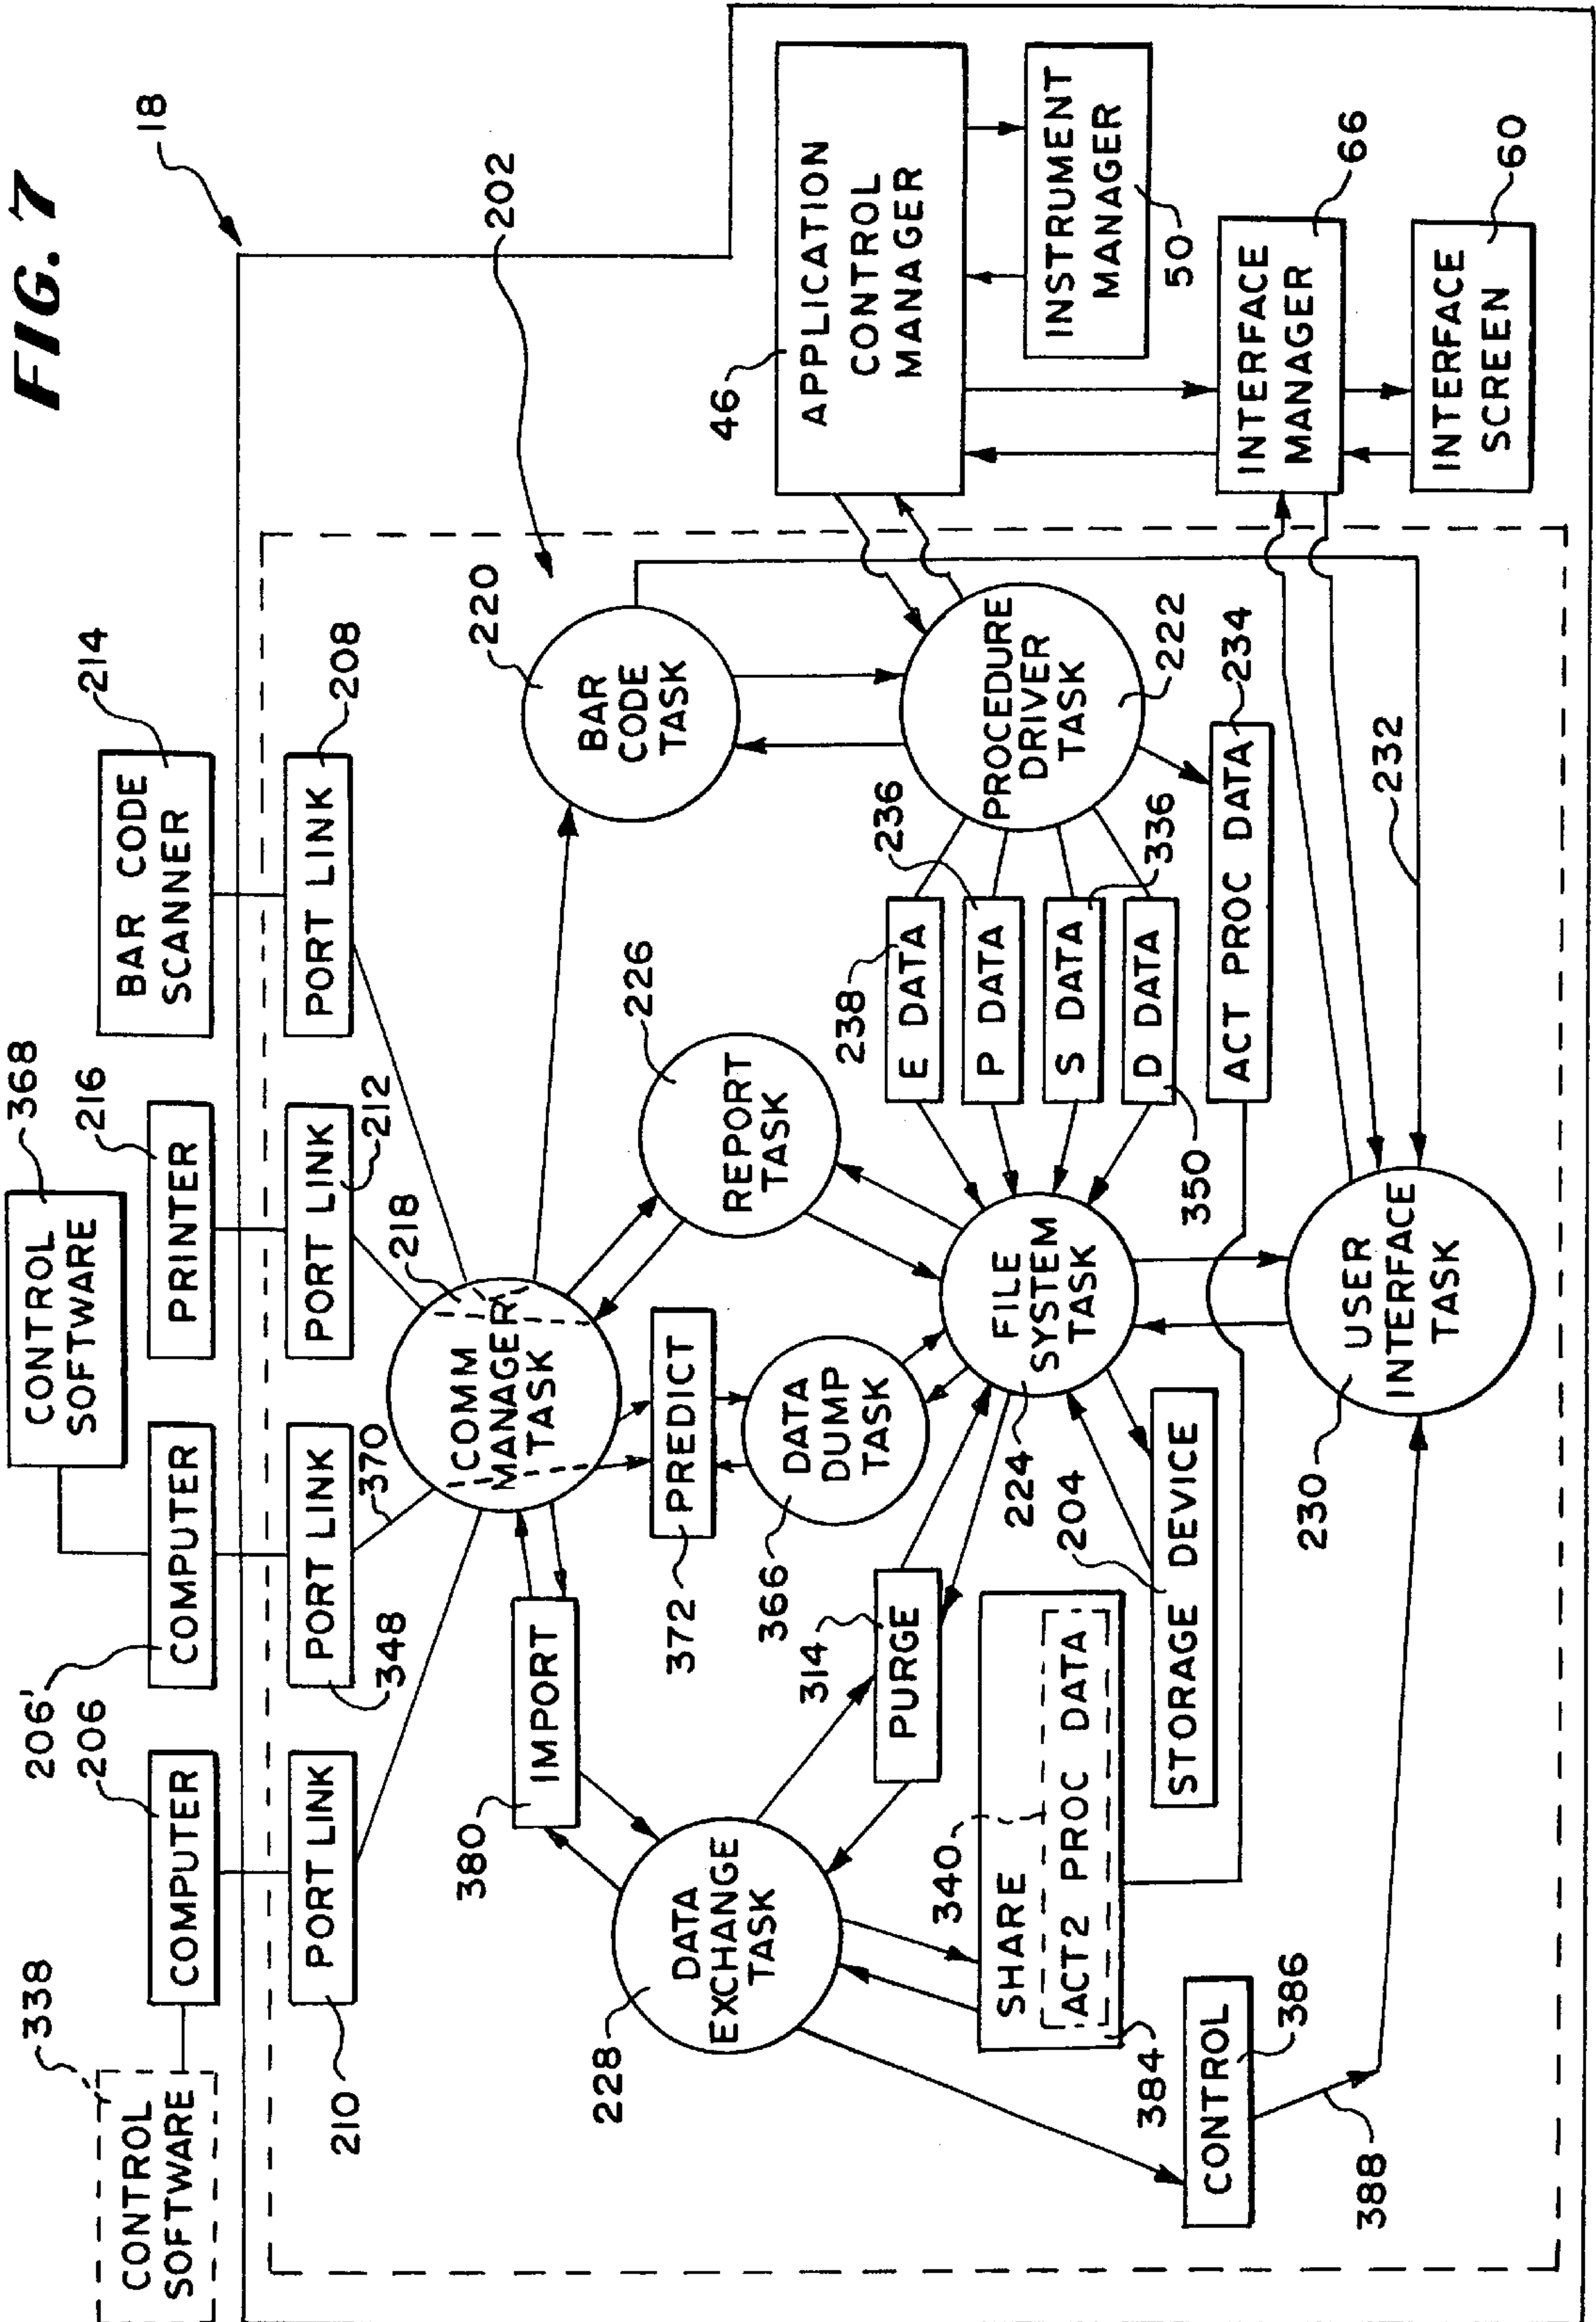 FIG. 7
18
338
CONTROL
SOFTWARE
206
COMPUTER
206'
COMPUTER
368
CONTROL
SOFTWARE
216
PRINTER
214
BAR CODE
SCANNER
202
210
PORT LINK
348
PORT LINK
370
212
PORT LINK
208
PORT LINK
218
COMM
MANAGER
TASK
220
BAR
CODE
TASK
46
APPLICATION
CONTROL
MANAGER
380
IMPORT
372
PREDICT
226
REPORT
TASK
INSTRUMENT
MANAGER
50
228
DATA
EXCHANGE
TASK
366
DATA
DUMP
TASK
314
PURGE
238
E DATA
236
P DATA
336
S DATA
350
D DATA
PROCEDURE
DRIVER
TASK
222
234
ACT PROC DATA
340
SHARE
ACT2 PROC DATA
384
204
STORAGE DEVICE
224
FILE
SYSTEM
TASK
66
INTERFACE
MANAGER
60
INTERFACE
SCREEN
386
CONTROL
388
230
USER
INTERFACE
TASK
232